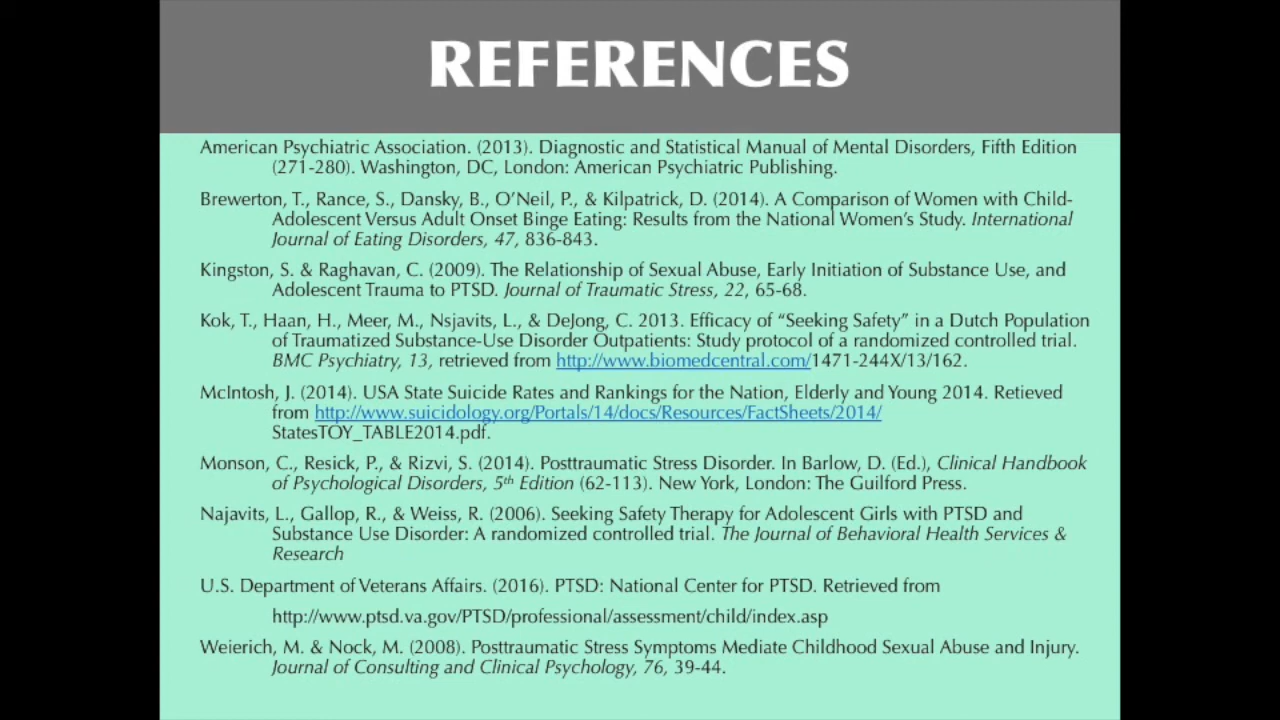 REFERENCES
American Psychiatric Association. (2013). Diagnostic and Statistical Manual of Mental Disorders, Fifth Edition
(271-280). Washington, DC, London: American Psychiatric Publishing.
Brewerton, T., Rance, S., Dansky, B., O’Neil, P., & Kilpatrick, D. (2014). A Comparison of Women with Child-
Adolescent Versus Adult Onset Binge Eating: Results from the National Women’s Study. International
Journal of Eating Disorders, 47, 836-843.
Kingston, S. & Raghavan, C. (2009). The Relationship of Sexual Abuse, Early Initiation of Substance Use, and
Adolescent Trauma to PTSD. Journal of Traumatic Stress, 22, 65-68.
Kok, T., Haan, H., Meer, M., Nsjavits, L., & DeJong, C. 2013. Efficacy of “Seeking Safety” in a Dutch Population
of Traumatized Substance-Use Disorder Outpatients: Study protocol of a randomized controlled trial.
BMC Psychiatry, 13, retrieved from http://www.biomedcentral.com/1471-244X/13/162.
McIntosh, J. (2014). USA State Suicide Rates and Rankings for the Nation, Elderly and Young 2014. Retieved
from http://www.suicidology.org/Portals/14/docs/Resources/FactSheets/2014/
StatesTOY_TABLE2014.pdf.
Monson, C., Resick, P., & Rizvi, S. (2014). Posttraumatic Stress Disorder. In Barlow, D. (Ed.), Clinical Handbook
of Psychological Disorders, 5th Edition (62-113). New York, London: The Guilford Press.
Najavits, L., Gallop, R., & Weiss, R. (2006). Seeking Safety Therapy for Adolescent Girls with PTSD and
Substance Use Disorder: A randomized controlled trial. The Journal of Behavioral Health Services &
Research
U.S. Department of Veterans Affairs. (2016). PTSD: National Center for PTSD. Retrieved from
http://www.ptsd.va.gov/PTSD/professional/assessment/child/index.asp
Weierich, M. & Nock, M. (2008). Posttraumatic Stress Symptoms Mediate Childhood Sexual Abuse and Injury.
Journal of Consulting and Clinical Psychology, 76, 39-44.